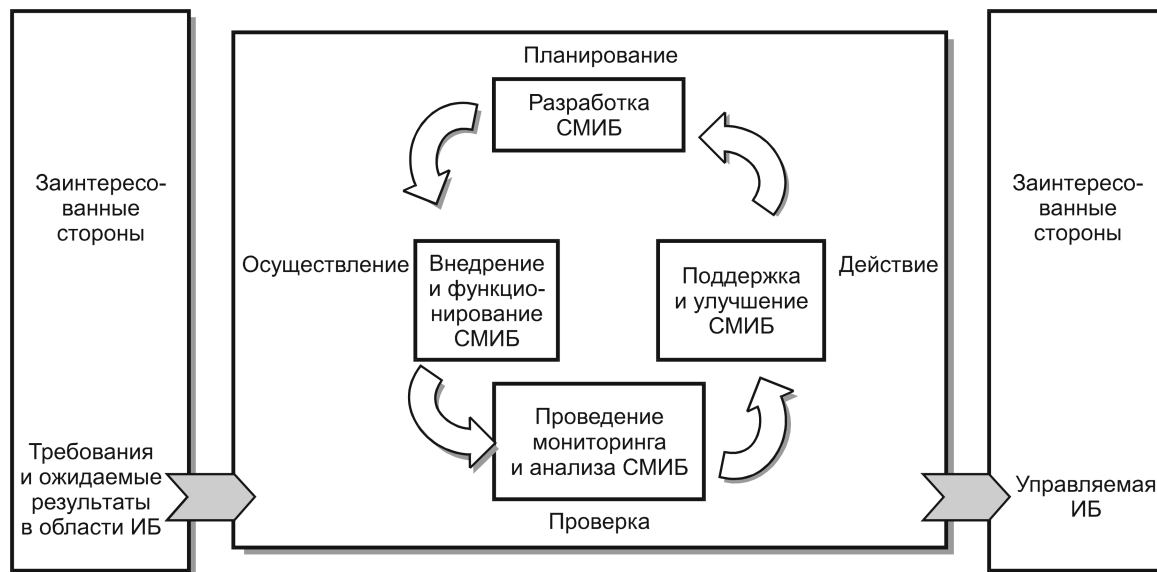 Заинтересо-
ванные
стороны
Требования
и ожидаемые
результаты
в области ИБ
Планирование
Разработка
СМИБ
Осуществление
Внедрение
и функцио-
нирование
СМИБ
Поддержка
и улучшение
СМИБ
Действие
Проведение
мониторинга
и анализа СМИБ
Проверка
Заинтересо-
ванные
стороны
Управляемая
ИБ